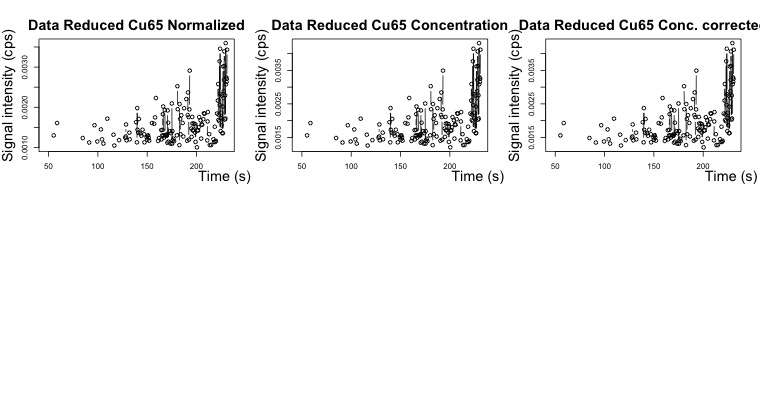 Data Reduced Cu65 Normalized
Signal intensity (cps)
0.0010 0.0020 0.0030
50 100 150 200
Time (s)
Data Reduced Cu65 Concentration
Signal intensity (cps)
0.0015 0.0025 0.0035
50 100 150 200
Time (s)
Data Reduced Cu65 Conc. corrected
Signal intensity (cps)
0.0015 0.0025 0.0035
50 100 150 200
Time (s)